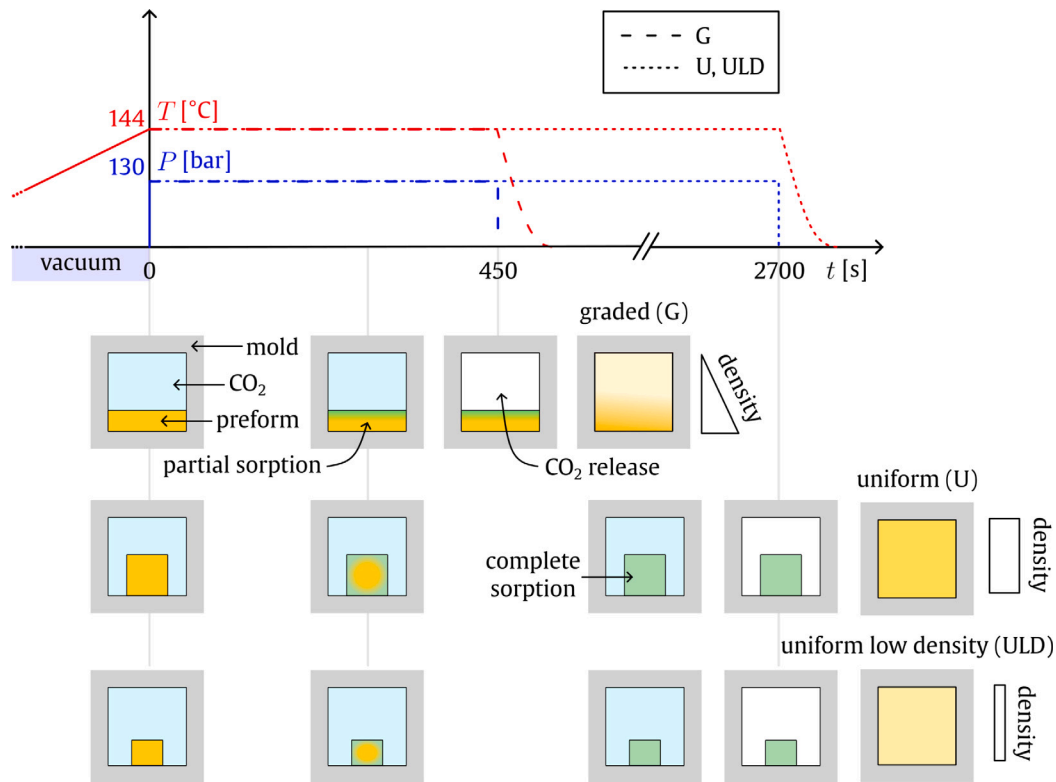 G
U, ULD
144
T [°C]
130
P [bar]
vacuum
0
450
2700
t [s]
graded (G)
mold
CO₂
preform
density
partial sorption
CO₂ release
uniform (U)
complete
sorption
density
uniform low density (ULD)
density